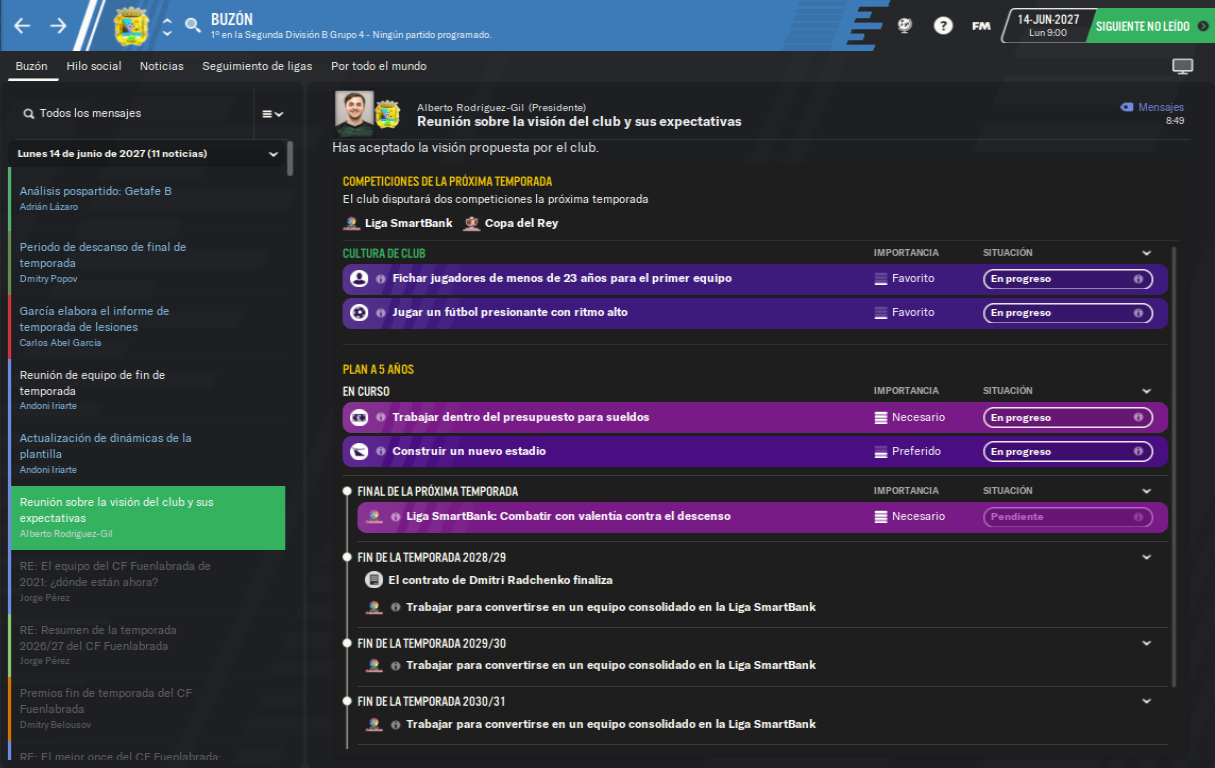 BUZÓN
1º en la Segunda División B Grupo 4 - Ningún partido programado.
?
FM
14-JUN-2027
Lun 9:00
SIGUIENTE NO LEÍDO
Buzón
Hilo social
Noticias
Seguimiento de ligas
Por todo el mundo
Todos los mensajes
Lunes 14 de junio de 2027 (11 noticias)
Análisis pospartido: Getafe B
Adrián Lázaro
Periodo de descanso de final de
temporada
Dmitry Popov
García elabora el informe de
temporada de lesiones
Carlos Abel García
Reunión de equipo de fin de
temporada
Andoni Iriarte
Actualización de dinámicas de la
plantilla
Andoni Iriarte
Reunión sobre la visión del club y sus
expectativas
Alberto Rodríguez-Gil
RE: El equipo del CF Fuenlabrada de
2021: ¿dónde están ahora?
Jorge Pérez
RE: Resumen de la temporada
2026/27 del CF Fuenlabrada
Jorge Pérez
Premios fin de temporada del CF
Fuenlabrada
Dmitry Belousov
RE: El mejor once del CF Fuenlabrada:
Alberto Rodríguez-Gil (Presidente)
Reunión sobre la visión del club y sus expectativas
Mensajes
8:49
Has aceptado la visión propuesta por el club.
COMPETICIONES DE LA PRÓXIMA TEMPORADA
El club disputará dos competiciones la próxima temporada
Liga SmartBank Copa del Rey
CULTURA DE CLUB IMPORTANCIA SITUACIÓN
Fichar jugadores de menos de 23 años para el primer equipo Favorito En progreso
Jugar un fútbol presionante con ritmo alto Favorito En progreso
PLAN A 5 AÑOS
EN CURSO IMPORTANCIA SITUACIÓN
Trabajar dentro del presupuesto para sueldos Necesario En progreso
Construir un nuevo estadio Preferido En progreso
FINAL DE LA PRÓXIMA TEMPORADA IMPORTANCIA SITUACIÓN
Liga SmartBank: Combatir con valentía contra el descenso Necesario Pendiente
FIN DE LA TEMPORADA 2028/29
El contrato de Dmitri Radchenko finaliza
Trabajar para convertirse en un equipo consolidado en la Liga SmartBank
FIN DE LA TEMPORADA 2029/30
Trabajar para convertirse en un equipo consolidado en la Liga SmartBank
FIN DE LA TEMPORADA 2030/31
Trabajar para convertirse en un equipo consolidado en la Liga SmartBank